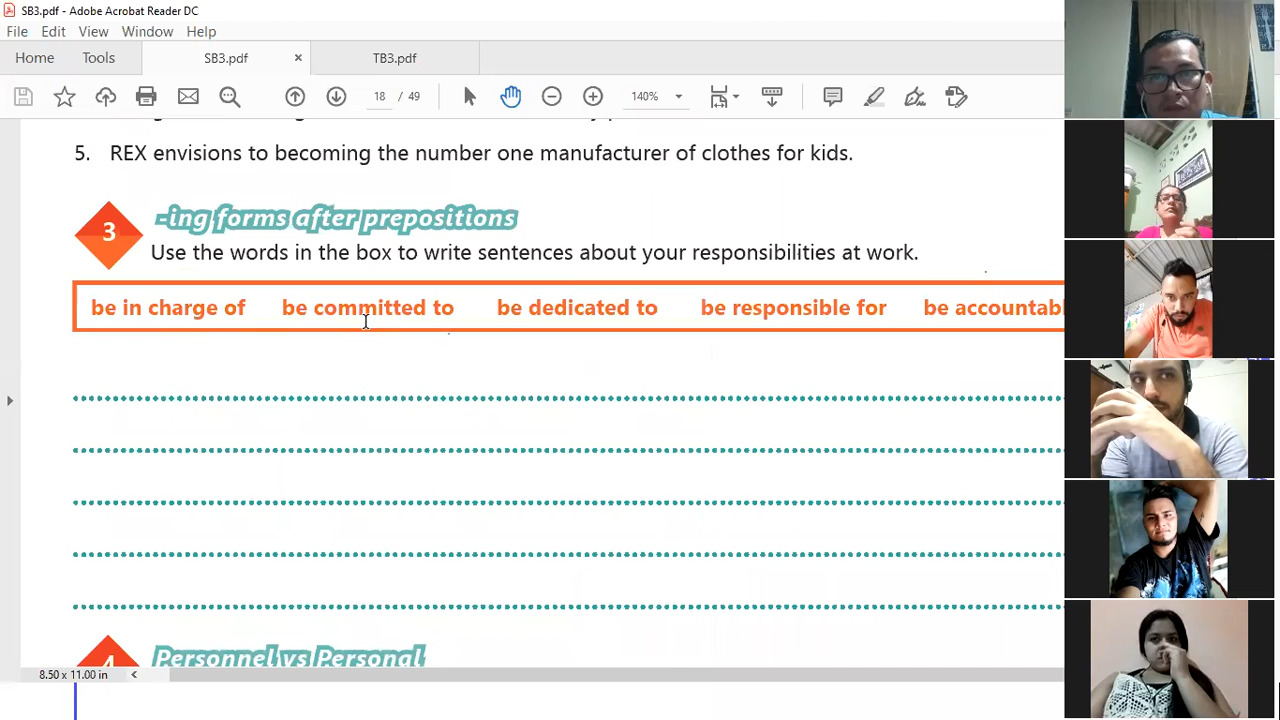 SB3.pdf - Adobe Acrobat Reader DC
File Edit View Window Help
Home Tools SB3.pdf × TB3.pdf
18 / 49 140%
5. REX envisions to becoming the number one manufacturer of clothes for kids.
3 -ing forms after prepositions
Use the words in the box to write sentences about your responsibilities at work.
be in charge of be committed to be dedicated to be responsible for be accountabl
4 Personnel vs Personal
8.50 x 11.00 in